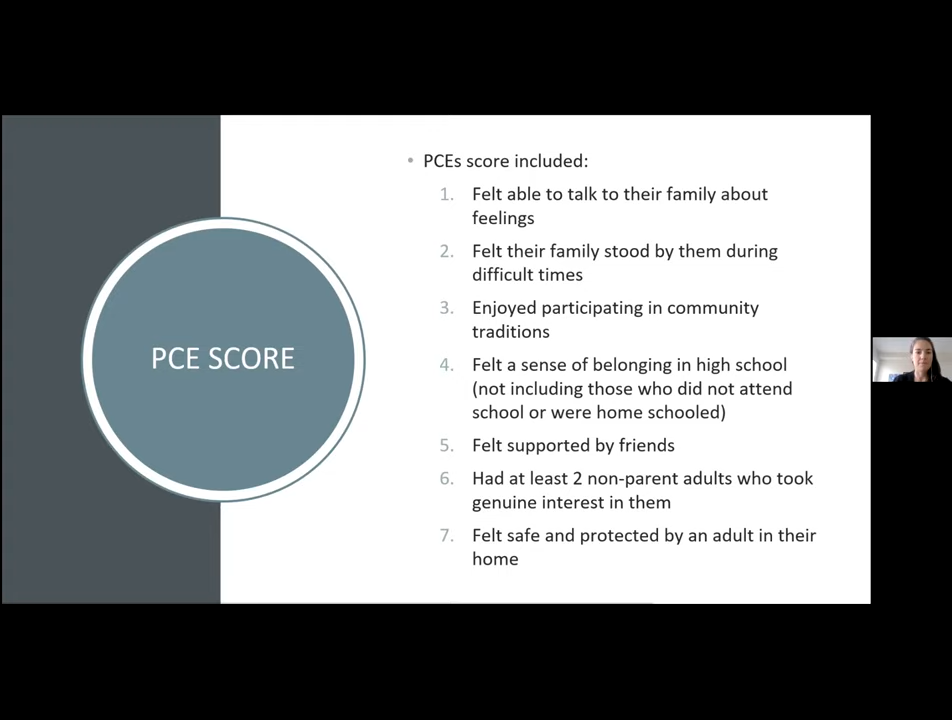 PCE SCORE
• PCEs score included:
1. Felt able to talk to their family about
feelings
2. Felt their family stood by them during
difficult times
3. Enjoyed participating in community
traditions
4. Felt a sense of belonging in high school
(not including those who did not attend
school or were home schooled)
5. Felt supported by friends
6. Had at least 2 non-parent adults who took
genuine interest in them
7. Felt safe and protected by an adult in their
home